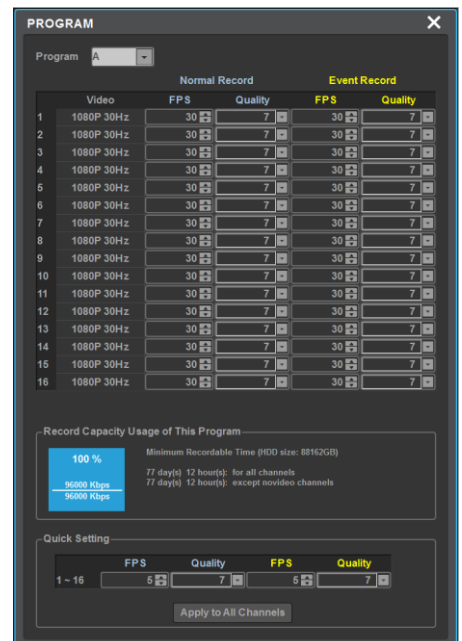 PROGRAM
Program A
Normal Record Event Record
Video FPS Quality FPS Quality
1 1080P 30Hz 30 7 30 7
2 1080P 30Hz 30 7 30 7
3 1080P 30Hz 30 7 30 7
4 1080P 30Hz 30 7 30 7
5 1080P 30Hz 30 7 30 7
6 1080P 30Hz 30 7 30 7
7 1080P 30Hz 30 7 30 7
8 1080P 30Hz 30 7 30 7
9 1080P 30Hz 30 7 30 7
10 1080P 30Hz 30 7 30 7
11 1080P 30Hz 30 7 30 7
12 1080P 30Hz 30 7 30 7
13 1080P 30Hz 30 7 30 7
14 1080P 30Hz 30 7 30 7
15 1080P 30Hz 30 7 30 7
16 1080P 30Hz 30 7 30 7
Record Capacity Usage of This Program
100 %
96000 Kbps
96000 Kbps
Minimum Recordable Time (HDD size: 88162GB)
77 day(s) 12 hour(s): for all channels
77 day(s) 12 hour(s): except novideo channels
Quick Setting
FPS Quality FPS Quality
1 ~ 16 5 7 5 7
Apply to All Channels